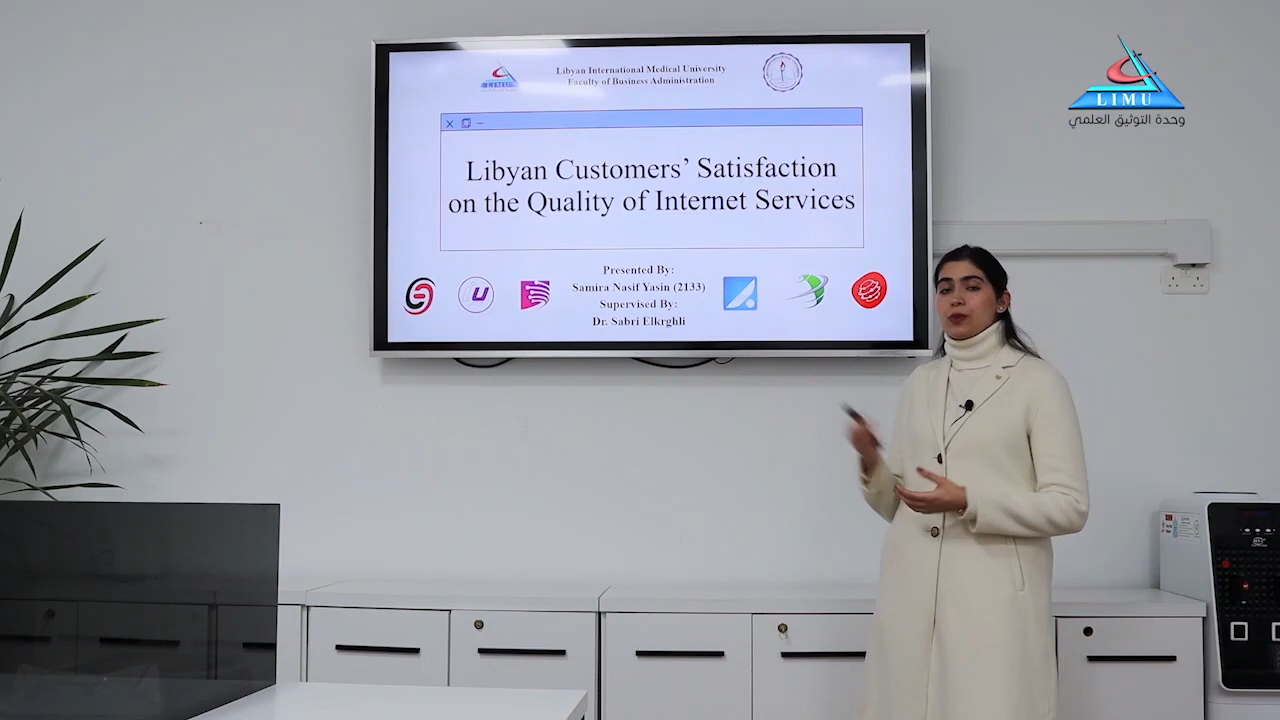 Libyan International Medical University
Faculty of Business Administration
Libyan Customers' Satisfaction
on the Quality of Internet Services
Presented By:
Samira Nasif Yasin (2133)
Supervised By:
Dr. Sabri Elkrghli
LIMU
وحدة التوثيق العلمي